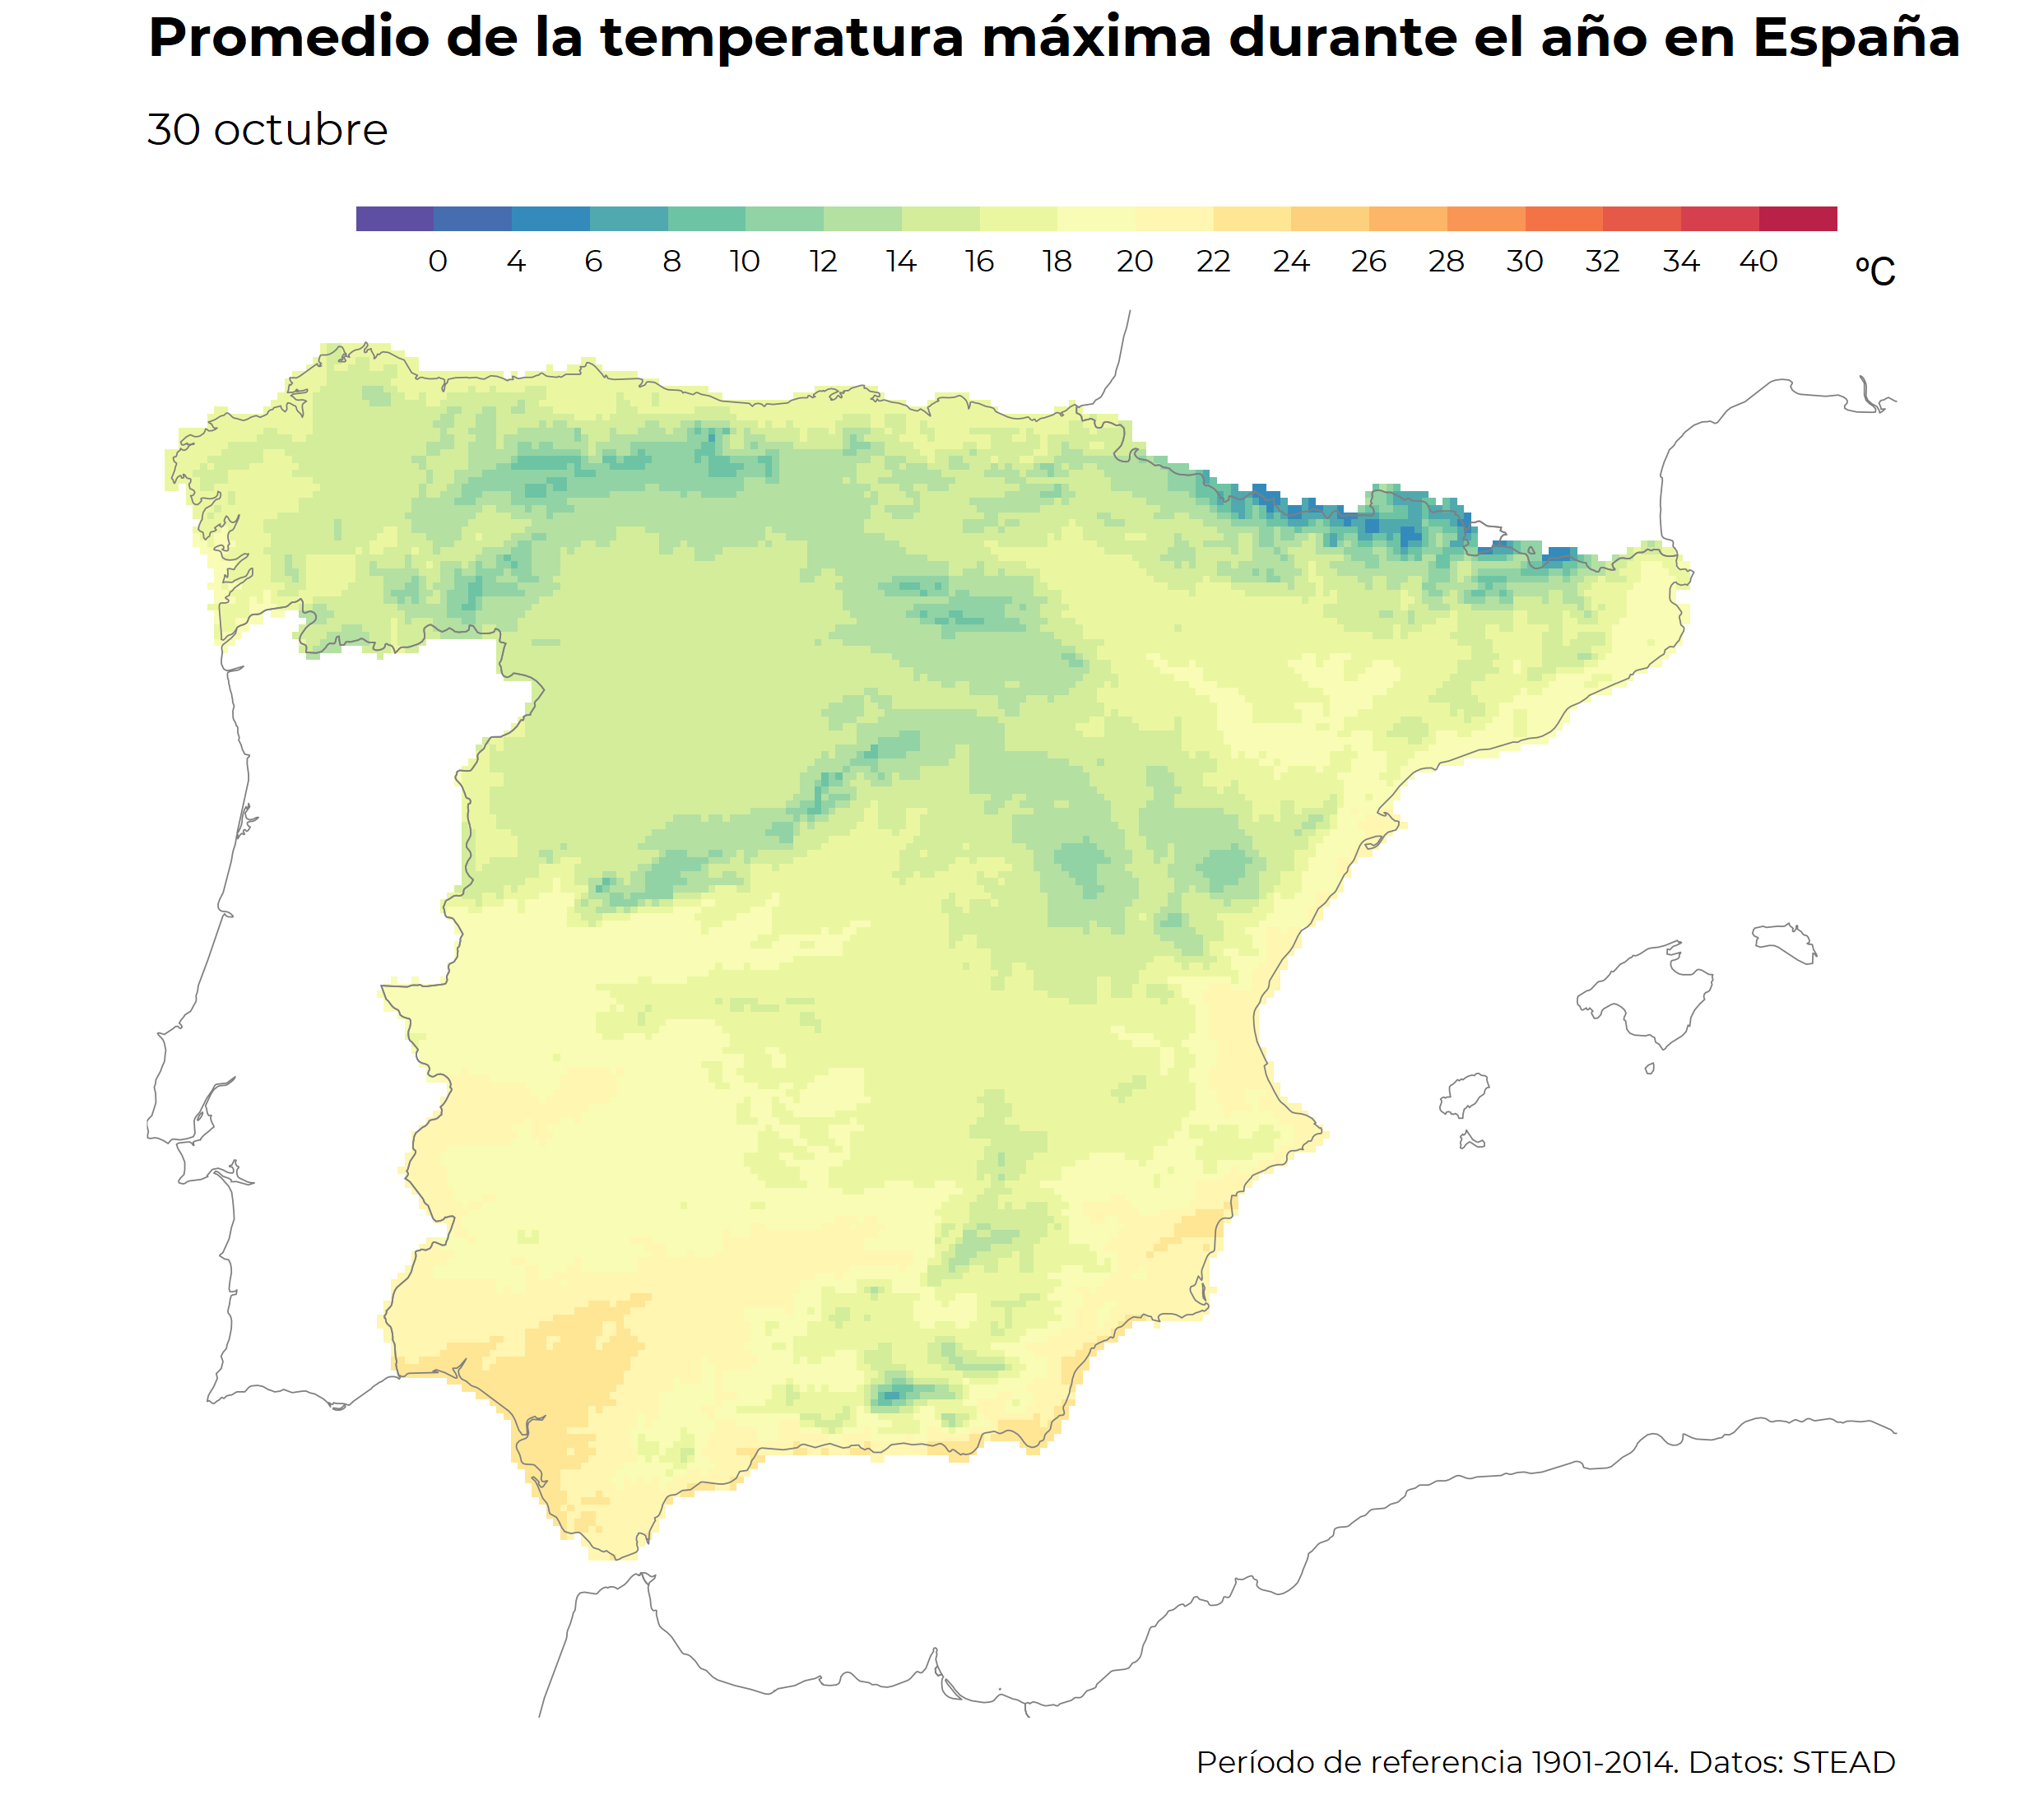 Promedio de la temperatura máxima durante el año en España
30 octubre
0 4 6 8 10 12 14 16 18 20 22 24 26 28 30 32 34 40 ºC
Período de referencia 1901-2014. Datos: STEAD